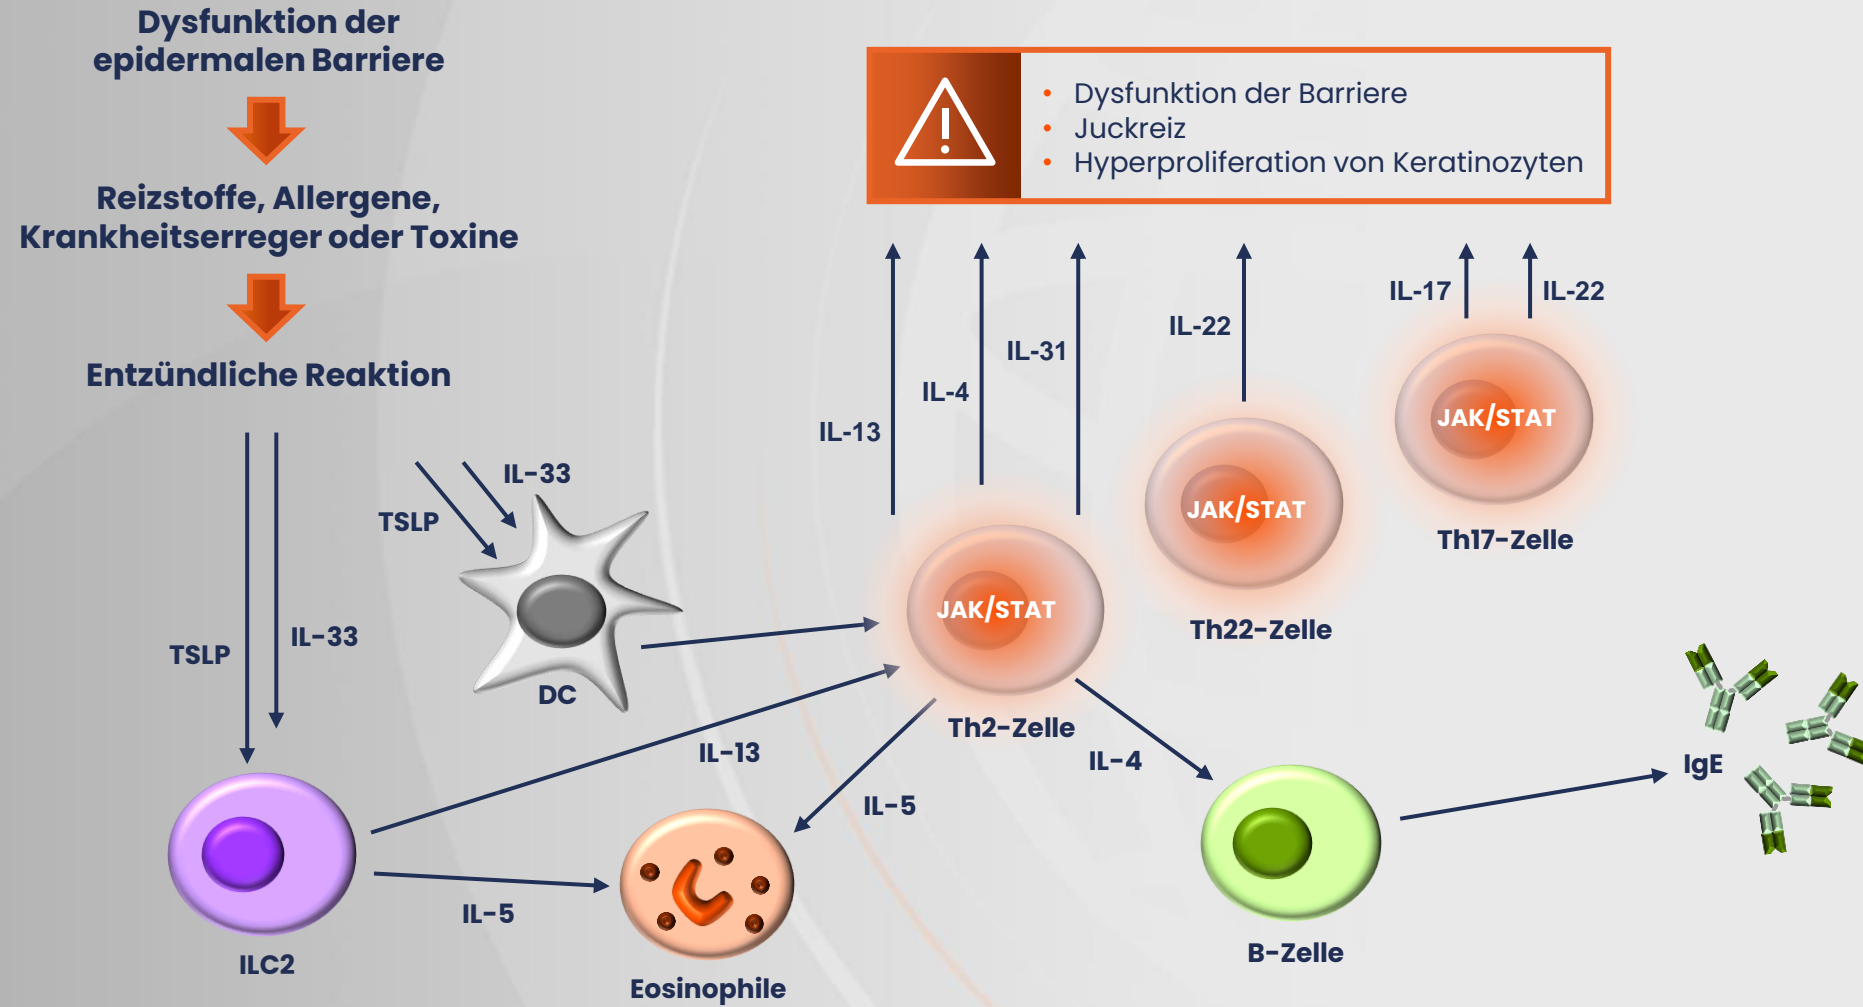 Dysfunktion der
epidermalen Barriere
Reizstoffe, Allergene,
Krankheitserreger oder Toxine
Entzündliche Reaktion
• Dysfunktion der Barriere
• Juckreiz
• Hyperproliferation von Keratinozyten
IL-17
IL-22
IL-22
IL-31
IL-4
IL-13
JAK/STAT
Th17-Zelle
JAK/STAT
Th22-Zelle
JAK/STAT
Th2-Zelle
IL-33
TSLP
DC
TSLP
IL-33
IL-13
IL-5
IL-4
IL-5
ILC2
Eosinophile
B-Zelle
IgE